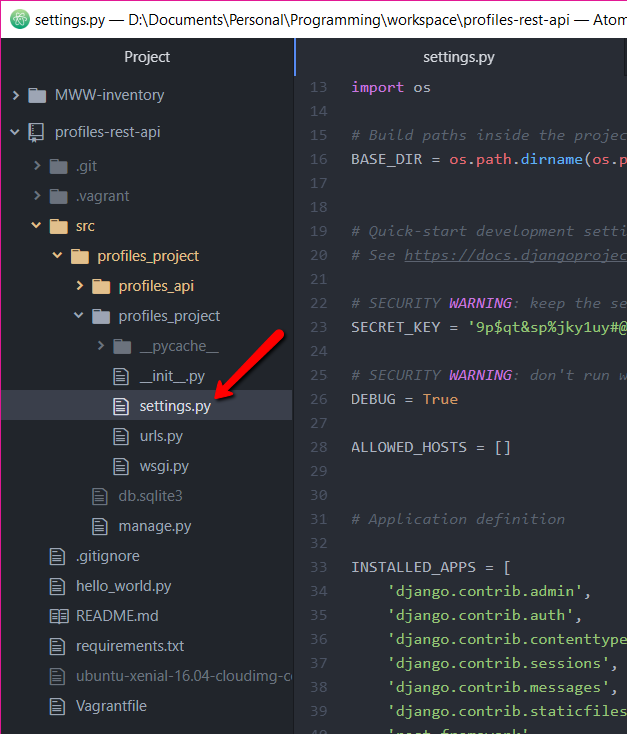 settings.py — D:\Documents\Personal\Programming\workspace\profiles-rest-api — Atom
Project
MWW-inventory
profiles-rest-api
.git
.vagrant
src
profiles_project
profiles_api
profiles_project
__pycache__
__init__.py
settings.py
urls.py
wsgi.py
db.sqlite3
manage.py
.gitignore
hello_world.py
README.md
requirements.txt
ubuntu-xenial-16.04-cloudimg-co
Vagrantfile
settings.py
13 import os
14
15 # Build paths inside the projec
16 BASE_DIR = os.path.dirname(os.p
17
18
19 # Quick-start development setti
20 # See https://docs.djangoprojec
21
22 # SECURITY WARNING: keep the se
23 SECRET_KEY = '9p$qt&sp%jky1uy#@
24
25 # SECURITY WARNING: don't run w
26 DEBUG = True
27
28 ALLOWED_HOSTS = []
29
30
31 # Application definition
32
33 INSTALLED_APPS = [
34 'django.contrib.admin',
35 'django.contrib.auth',
36 'django.contrib.contenttype
37 'django.contrib.sessions',
38 'django.contrib.messages',
39 'django.contrib.staticfiles